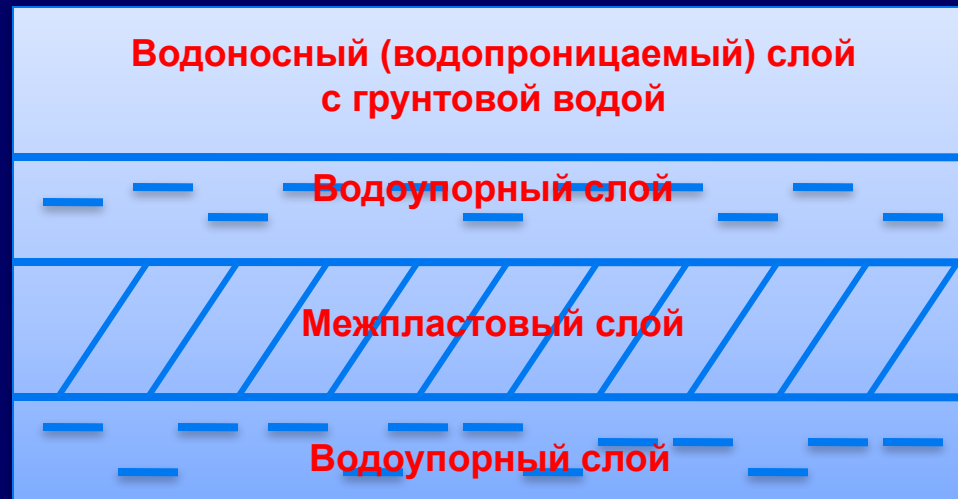 Водоносный (водопроницаемый) слой
с грунтовой водой
Водоупорный слой
Межпластовый слой
Водоупорный слой